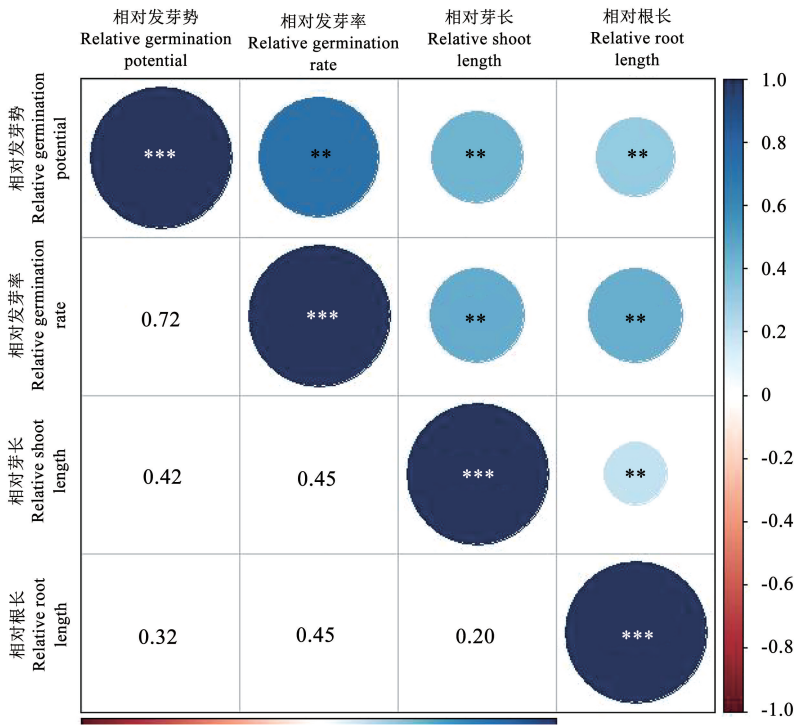 相对发芽势
Relative germination
potential
相对发芽率
Relative germination
rate
相对芽长
Relative shoot
length
相对根长
Relative root
length
相对发芽势
Relative germination
potential
***
**
**
**
相对发芽率
Relative germination
rate
0.72
***
**
**
相对芽长
Relative shoot
length
0.42
0.45
***
**
相对根长
Relative root
length
0.32
0.45
0.20
***
1.0
0.8
0.6
0.4
0.2
0
-0.2
-0.4
-0.6
-0.8
-1.0